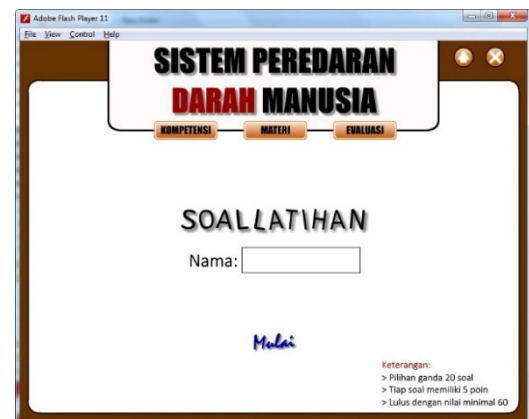 Adobe Flash Player 11
File View Control Help
SISTEM PEREDARAN
DARAH MANUSIA
KOMPETENSI MATERI EVALUASI
SOAL LATIHAN
Nama:
Mulai
Keterangan:
> Pilihan ganda 20 soal
> Tiap soal memiliki 5 poin
> Lulus dengan nilai minimal 60